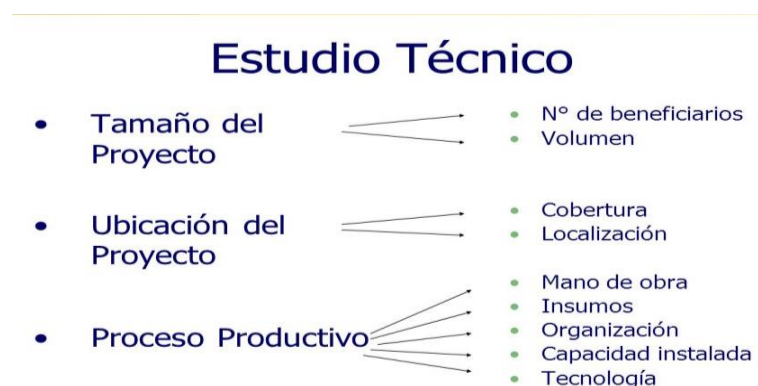 Estudio Técnico
• Tamaño del
Proyecto
• N° de beneficiarios
• Volumen
• Ubicación del
Proyecto
• Cobertura
• Localización
• Proceso Productivo
• Mano de obra
• Insumos
• Organización
• Capacidad instalada
• Tecnología